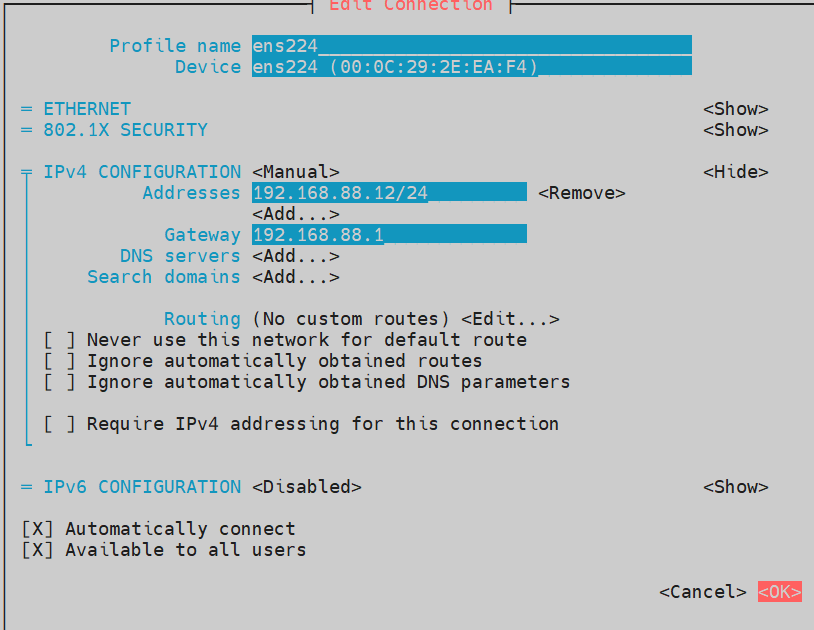 Edit Connection
Profile name ens224
Device ens224 (00:0C:29:2E:EA:F4)
= ETHERNET <Show>
= 802.1X SECURITY <Show>
= IPv4 CONFIGURATION <Manual> <Hide>
Addresses 192.168.88.12/24 <Remove>
<Add...>
Gateway 192.168.88.1
DNS servers <Add...>
Search domains <Add...>
Routing (No custom routes) <Edit...>
[ ] Never use this network for default route
[ ] Ignore automatically obtained routes
[ ] Ignore automatically obtained DNS parameters
[ ] Require IPv4 addressing for this connection
= IPv6 CONFIGURATION <Disabled> <Show>
[X] Automatically connect
[X] Available to all users
<Cancel> <OK>